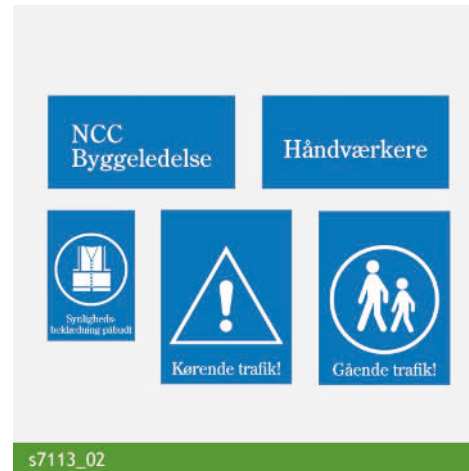 NCC
Byggeledelse
Håndværkere
Synligheds-
beklædning påbudt
Kørende trafik!
Gående trafik!
s7113_02